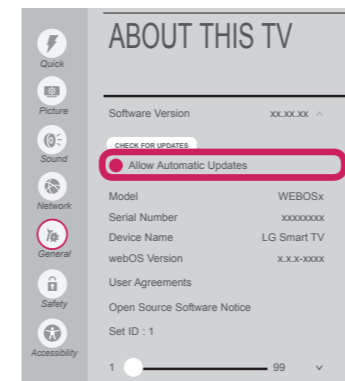 ABOUT THIS TV
Quick
Picture
Sound
Network
General
Safety
Accessibility
Software Version xx.xx.xx
CHECK FOR UPDATES
Allow Automatic Updates
Model WEBOSx
Serial Number xxxxxxxx
Device Name LG Smart TV
webOS Version x.x.x-xxxx
User Agreements
Open Source Software Notice
Set ID : 1
1 99